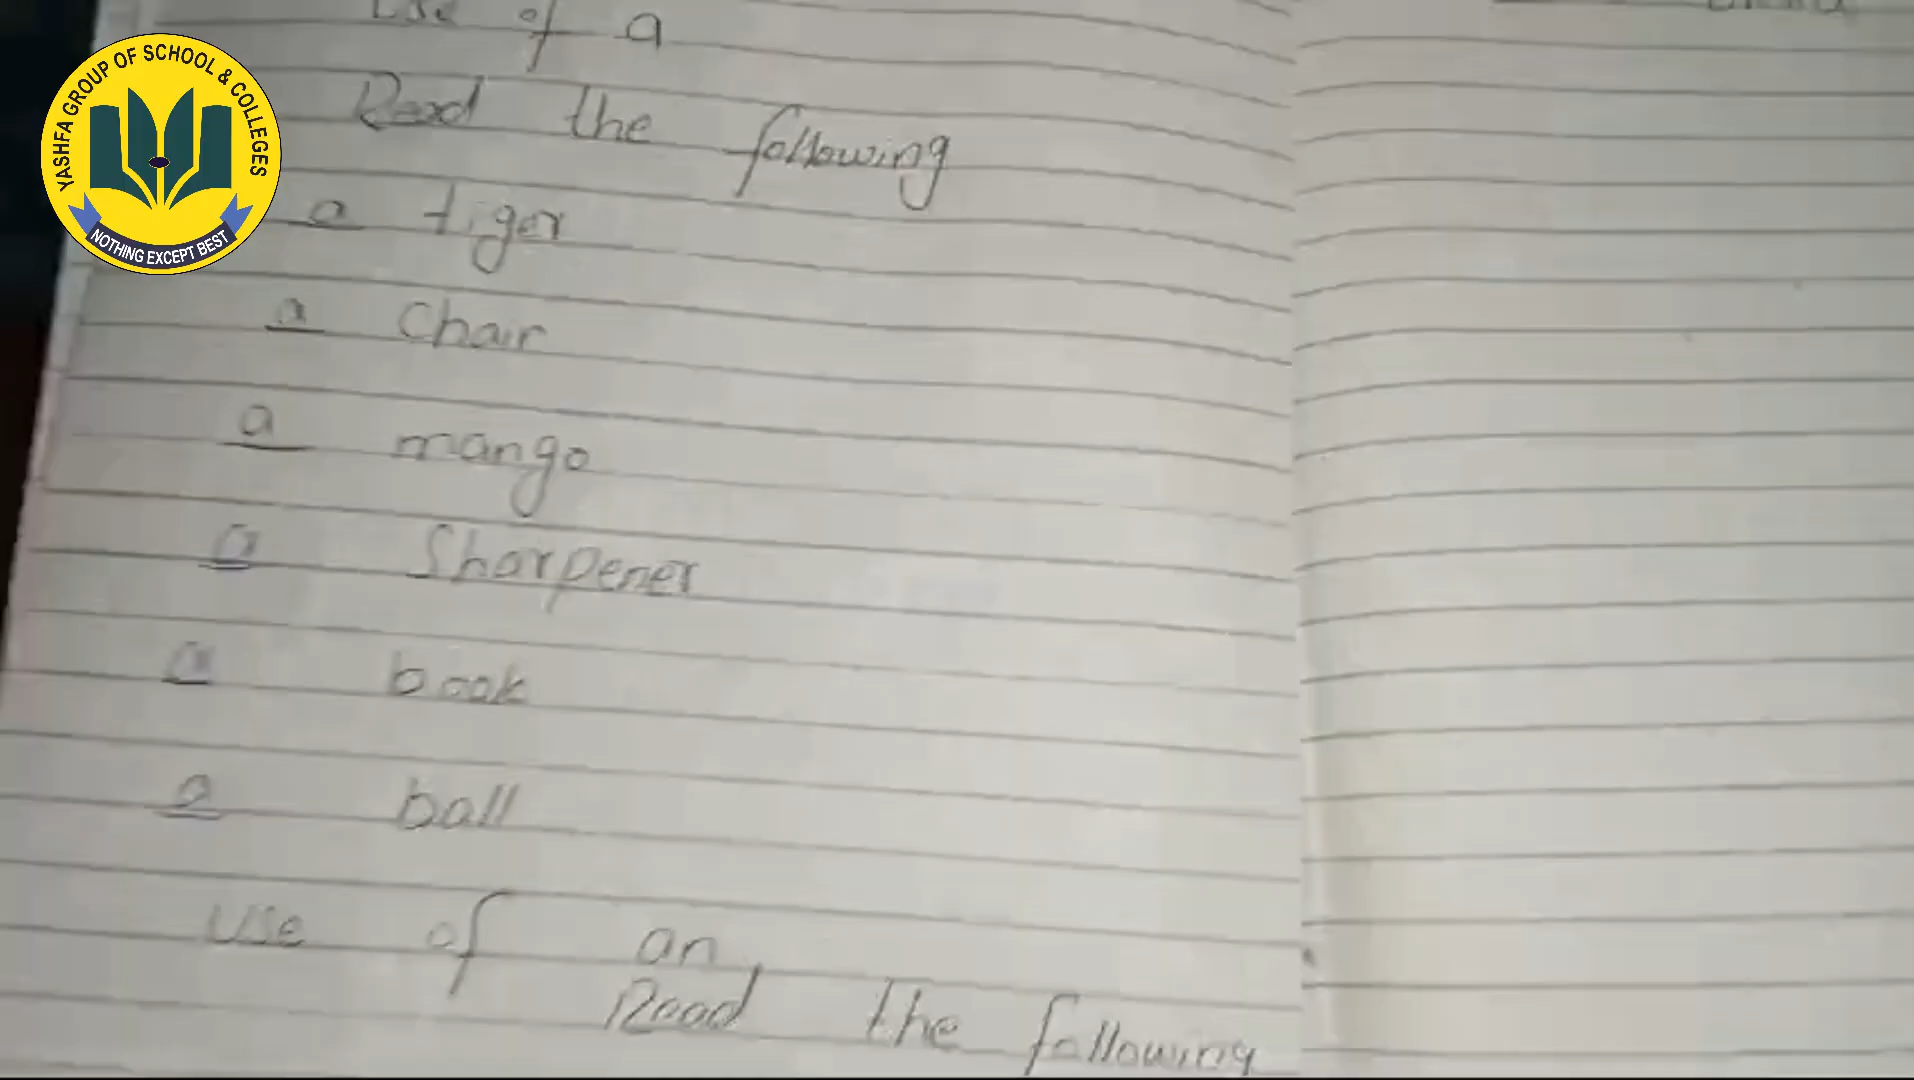 YASHFA GROUP OF SCHOOL & COLLEGES
NOTHING EXCEPT BEST
Use of a
Read the following
a tiger
a Chair
a mango
a Sharpener
a book
a ball
Use of an
Read the following